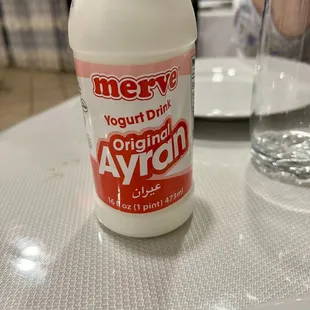 merve
Yogurt Drink
Original
Ayran
عيران
16 fl oz (1 pint) 473ml